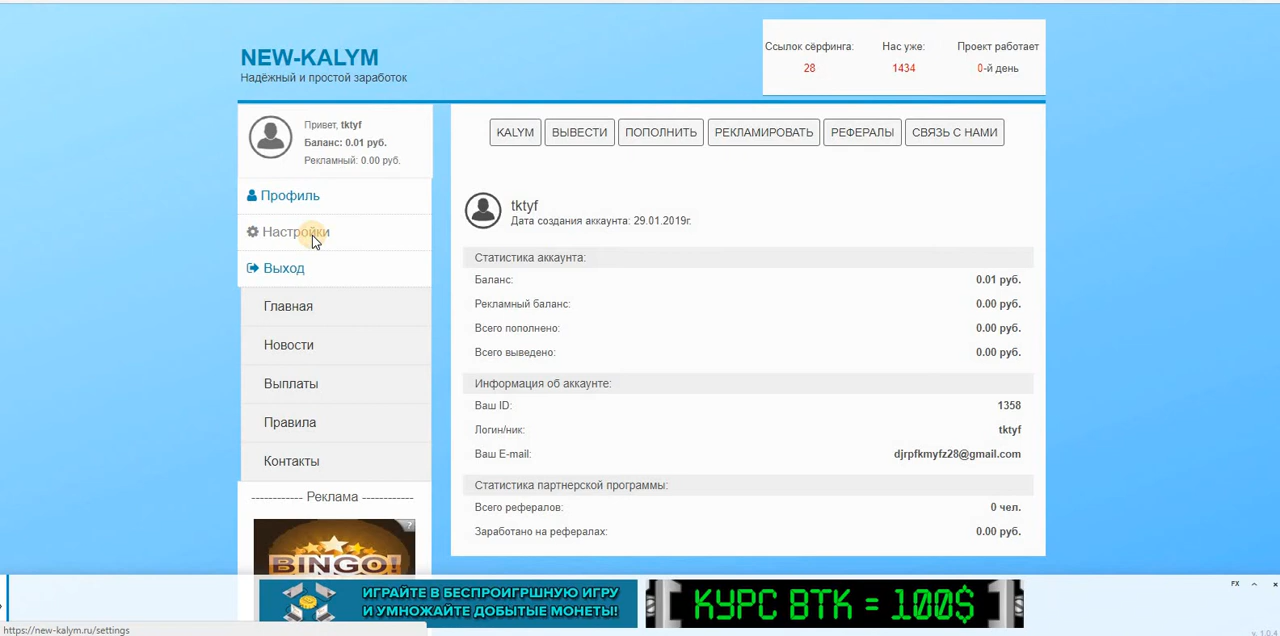 NEW-KALYM
Надёжный и простой заработок
Ссылок сёрфинга: Нас уже: Проект работает
28 1434 0-й день
Привет, tktyf
Баланс: 0.01 руб.
Рекламный: 0.00 руб.
Профиль
Настройки
Выход
Главная
Новости
Выплаты
Правила
Контакты
------------ Реклама ------------
BINGO!
?
KALYM ВЫВЕСТИ ПОПОЛНИТЬ РЕКЛАМИРОВАТЬ РЕФЕРАЛЫ СВЯЗЬ С НАМИ
tktyf
Дата создания аккаунта: 29.01.2019г.
Статистика аккаунта:
Баланс: 0.01 руб.
Рекламный баланс: 0.00 руб.
Всего пополнено: 0.00 руб.
Всего выведено: 0.00 руб.
Информация об аккаунте:
Ваш ID: 1358
Логин/ник: tktyf
Ваш E-mail: djrpfkmyfz28@gmail.com
Статистика партнерской программы:
Всего рефералов: 0 чел.
Заработано на рефералах: 0.00 руб.
ИГРАЙТЕ В БЕСПРОИГРШНУЮ ИГРУ
И УМНОЖАЙТЕ ДОБЫТЫЕ МОНЕТЫ!
КУРС BTK = 100$
FX
https://new-kalym.ru/settings
v. 1.0.4